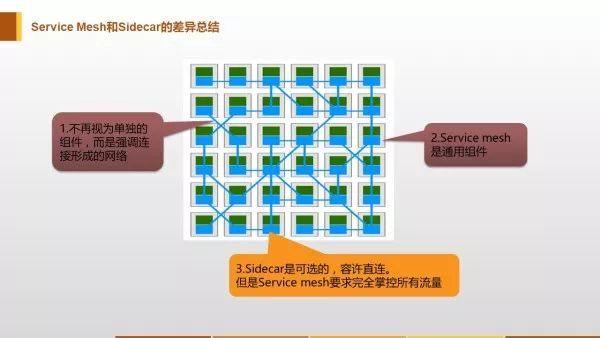 Service Mesh和Sidecar的差异总结
1.不再视为单独的
组件，而是强调连
接形成的网络
2.Service mesh
是通用组件
3.Sidecar是可选的，容许直连。
但是Service mesh要求完全掌控所有流量